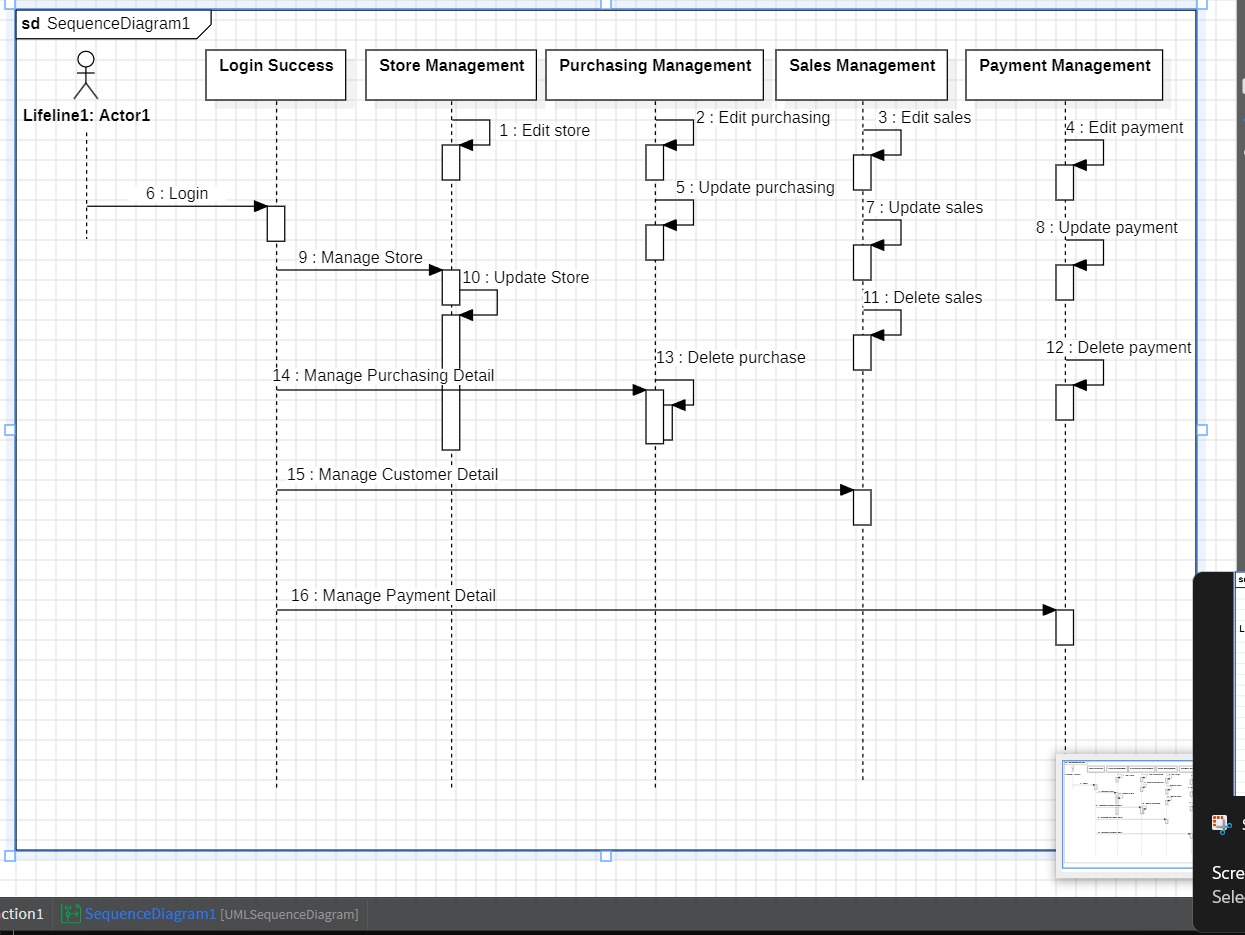 sd SequenceDiagram1
Login Success
Store Management
Purchasing Management
Sales Management
Payment Management
Lifeline1: Actor1
1 : Edit store
2 : Edit purchasing
3 : Edit sales
4 : Edit payment
5 : Update purchasing
6 : Login
7 : Update sales
8 : Update payment
9 : Manage Store
10 : Update Store
11 : Delete sales
12 : Delete payment
13 : Delete purchase
14 : Manage Purchasing Detail
15 : Manage Customer Detail
16 : Manage Payment Detail
Scre
Selec
ction1
SequenceDiagram1 [UMLSequenceDiagram]